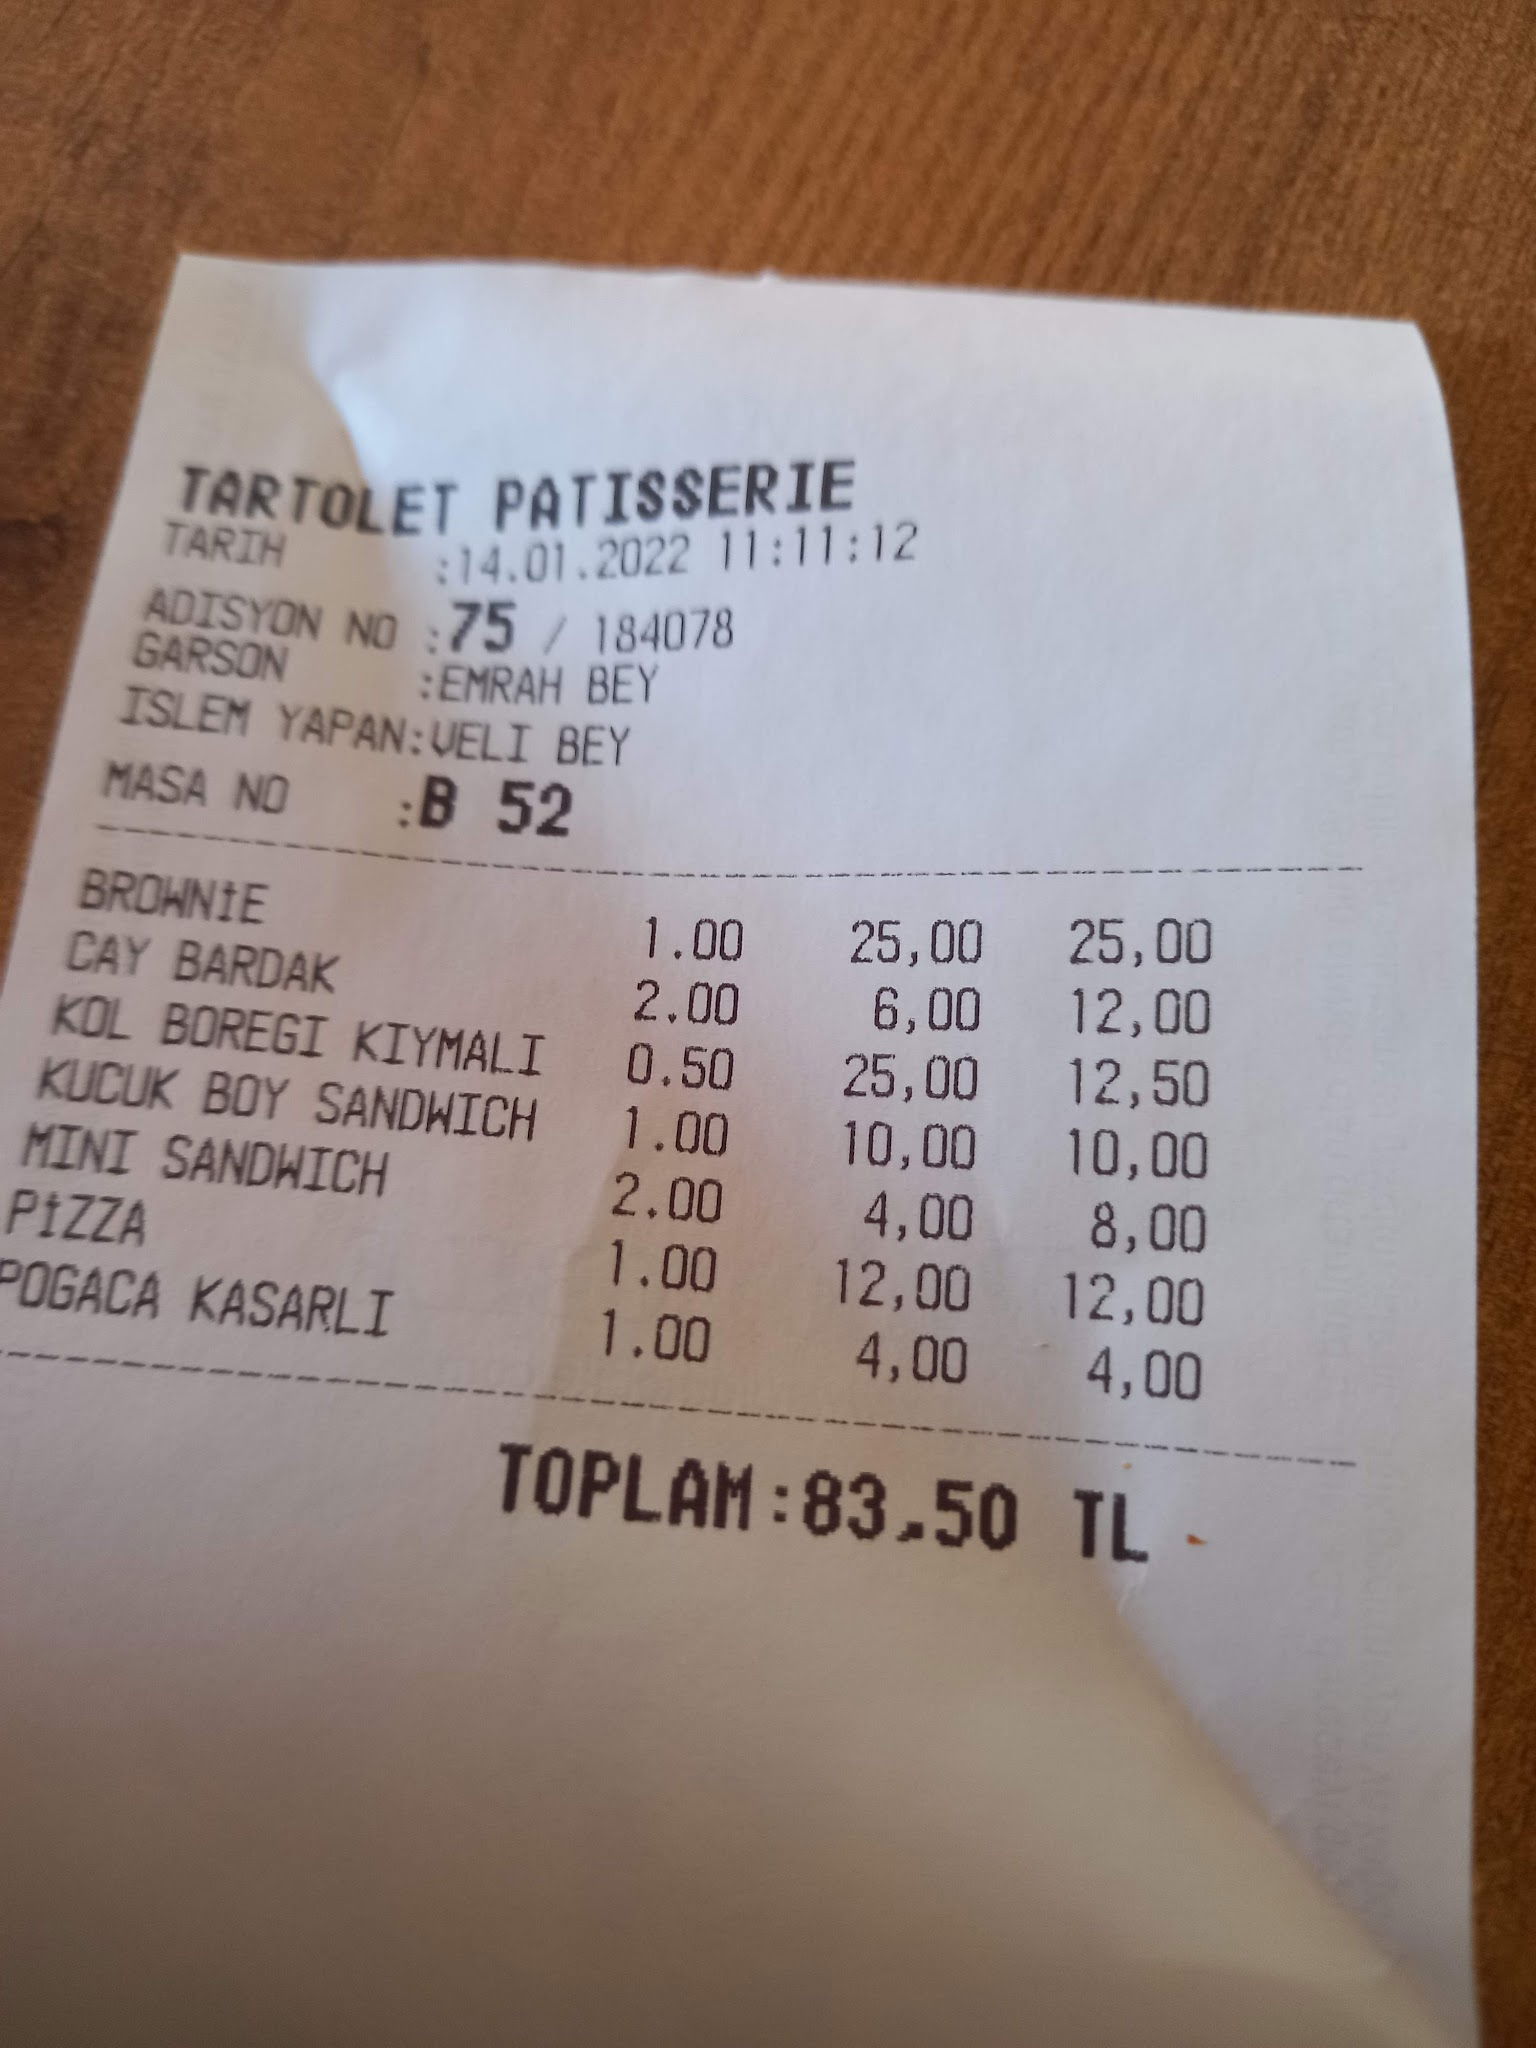 TARTOLET PATISSERIE
TARIH :14.01.2022 11:11:12
ADISYON NO :75 / 184078
GARSON :EMRAH BEY
ISLEM YAPAN:VELI BEY
MASA NO :B 52
BROWNİE 1.00 25,00 25,00
CAY BARDAK 2.00 6,00 12,00
KOL BOREGI KIYMALI 0.50 25,00 12,50
KUCUK BOY SANDWICH 1.00 10,00 10,00
MINI SANDWICH 2.00 4,00 8,00
PİZZA 1.00 12,00 12,00
POGACA KASARLI 1.00 4,00 4,00
TOPLAM:83.50 TL